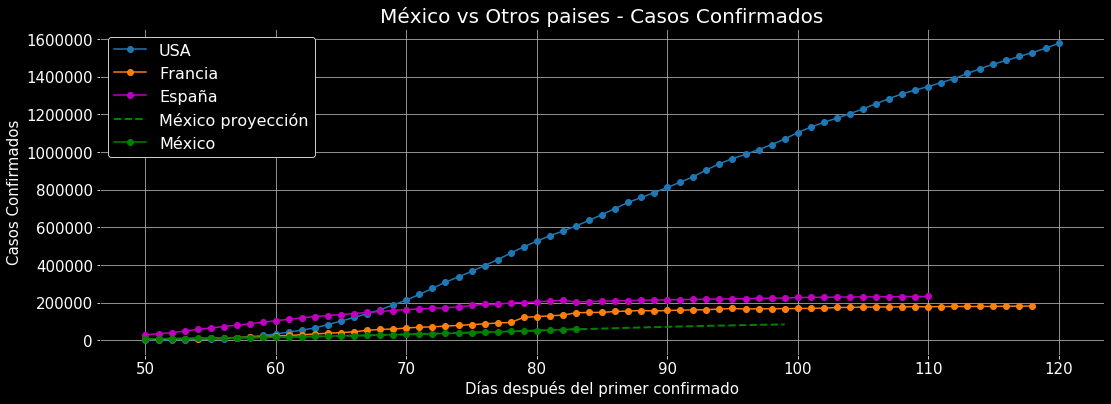 México vs Otros paises - Casos Confirmados
USA
Francia
España
México proyección
México
Casos Confirmados
1600000
1400000
1200000
1000000
800000
600000
400000
200000
0
50 60 70 80 90 100 110 120
Días después del primer confirmado